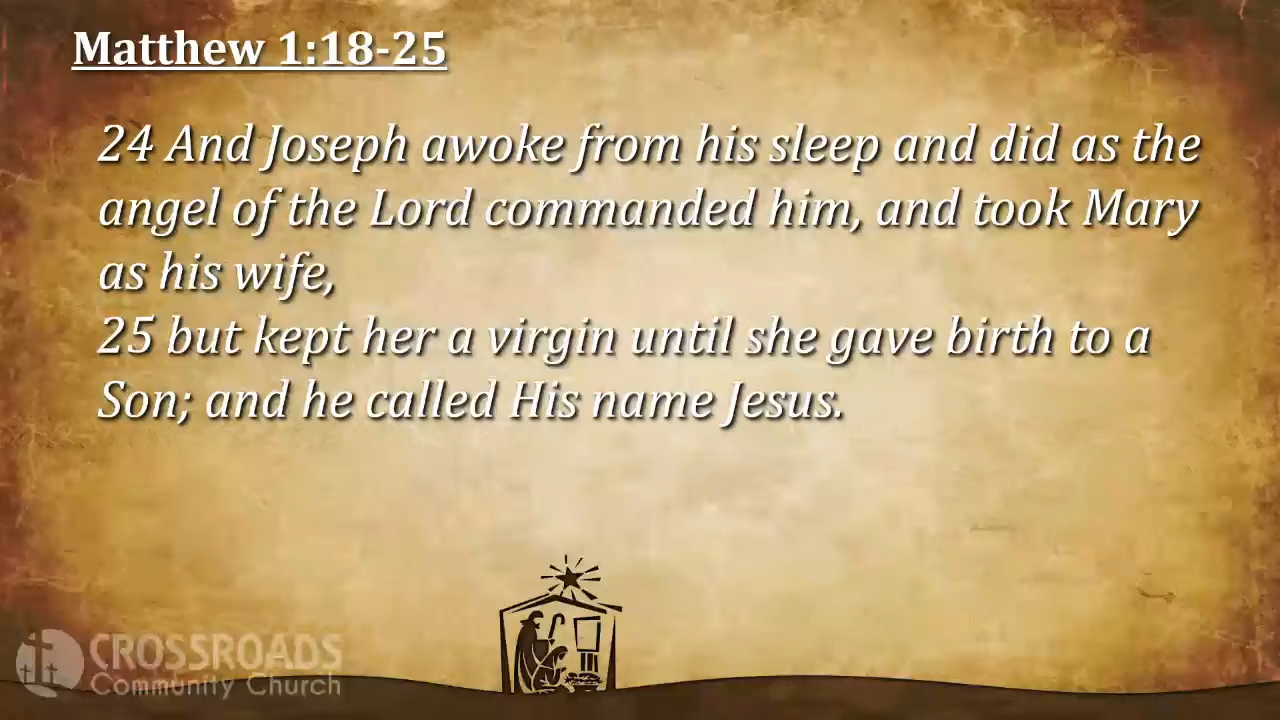 Matthew 1:18-25
24 And Joseph awoke from his sleep and did as the
angel of the Lord commanded him, and took Mary
as his wife,
25 but kept her a virgin until she gave birth to a
Son; and he called His name Jesus.
CROSSROADS
Community Church